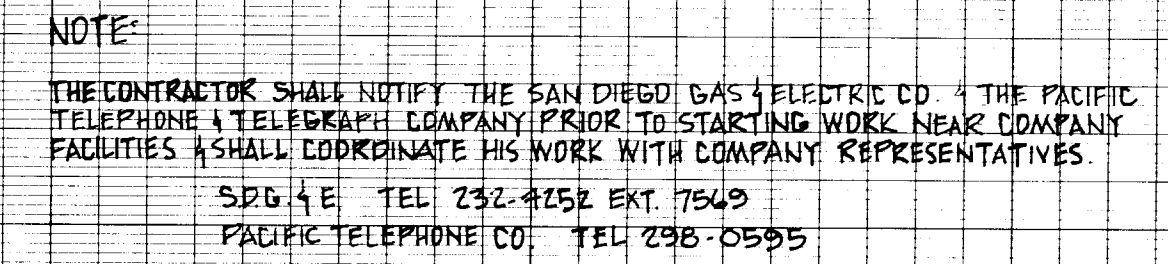 NOTE:
THE CONTRACTOR SHALL NOTIFY THE SAN DIEGO GAS & ELECTRIC CO. & THE PACIFIC
TELEPHONE & TELEGRAPH COMPANY PRIOR TO STARTING WORK NEAR COMPANY
FACILITIES & SHALL COORDINATE HIS WORK WITH COMPANY REPRESENTATIVES.
S.D.G. & E. TEL 232-4252 EXT. 7569
PACIFIC TELEPHONE CO. TEL 298-0595